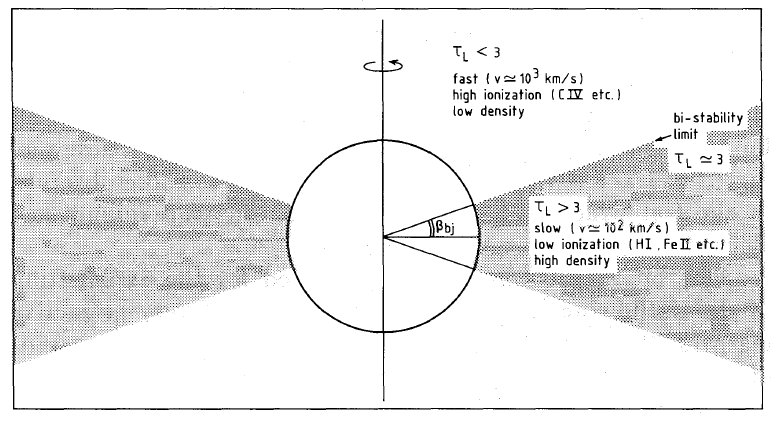 τL < 3
fast (v ≃ 10³ km/s)
high ionization (C IV etc.)
low density
bi-stability
limit
τL ≃ 3
τL > 3
slow (v ≃ 10² km/s)
low ionization (HI, Fe II etc.)
high density
βbj